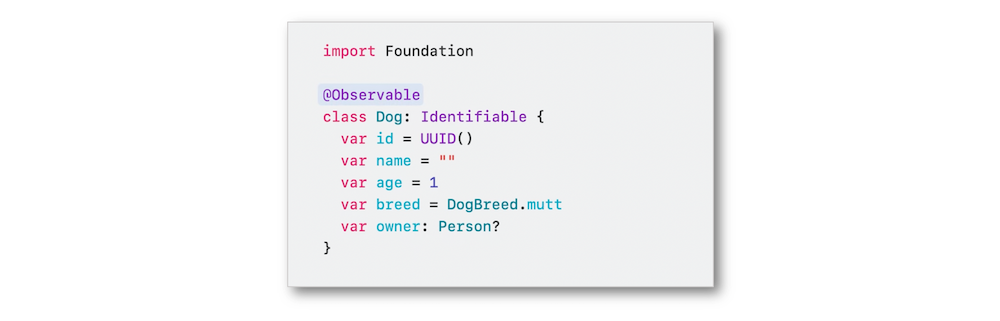 import Foundation
@Observable
class Dog: Identifiable {
  var id = UUID()
  var name = ""
  var age = 1
  var breed = DogBreed.mutt
  var owner: Person?
}